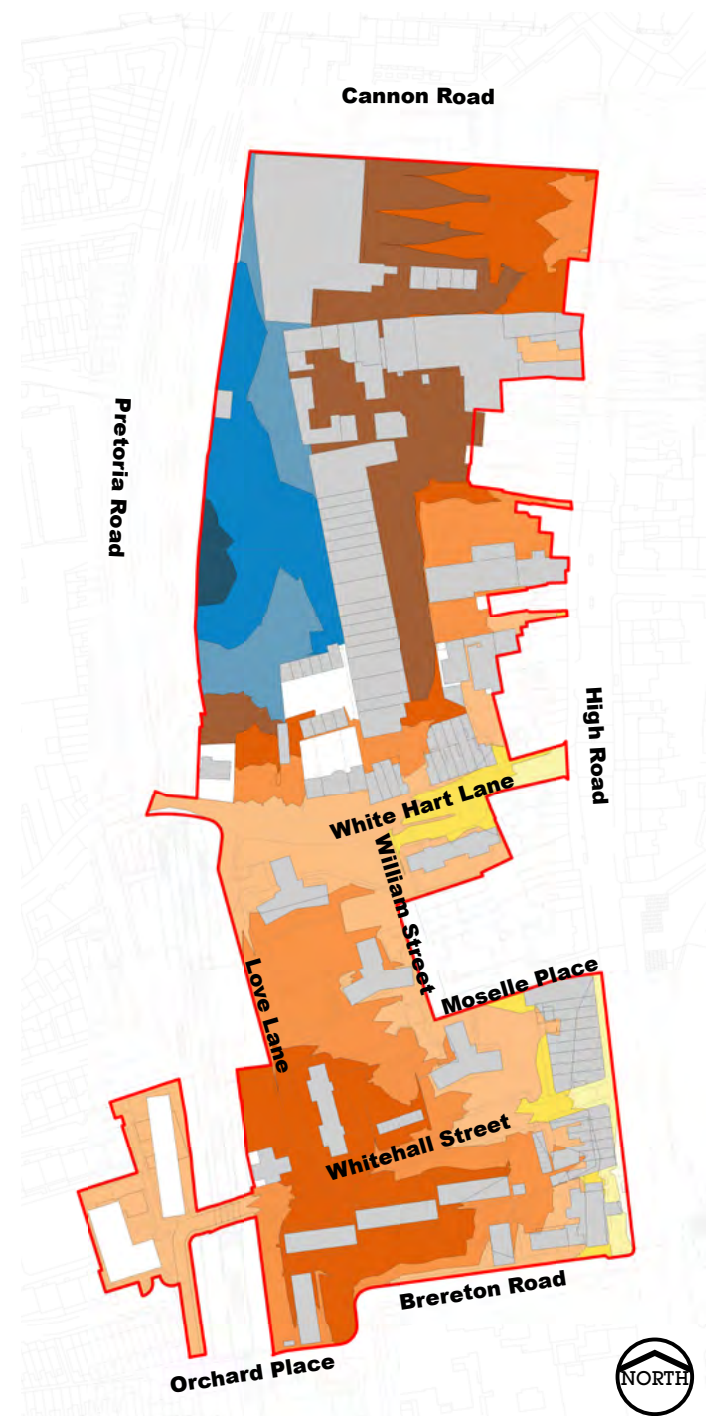 Cannon Road
Pretoria Road
High Road
White Hart Lane
William Street
Love Lane
Moselle Place
Whitehall Street
Brereton Road
Orchard Place
NORTH